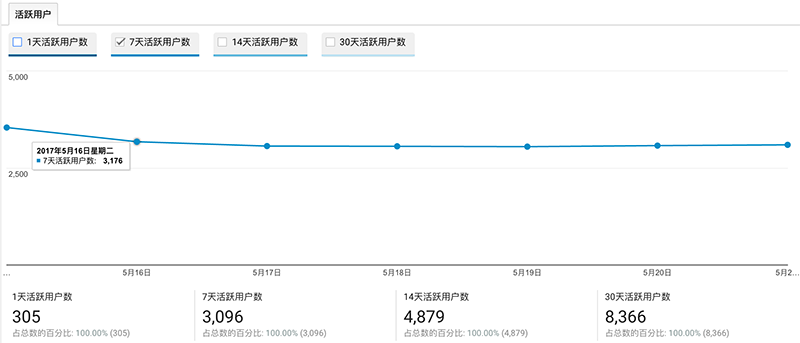 活跃用户
1天活跃用户数 7天活跃用户数 14天活跃用户数 30天活跃用户数
5,000
2017年5月16日星期二
7天活跃用户数: 3,176
2,500
… 5月16日 5月17日 5月18日 5月19日 5月20日 5月2…
1天活跃用户数 7天活跃用户数 14天活跃用户数 30天活跃用户数
305 3,096 4,879 8,366
占总数的百分比: 100.00% (305) 占总数的百分比: 100.00% (3,096) 占总数的百分比: 100.00% (4,879) 占总数的百分比: 100.00% (8,366)